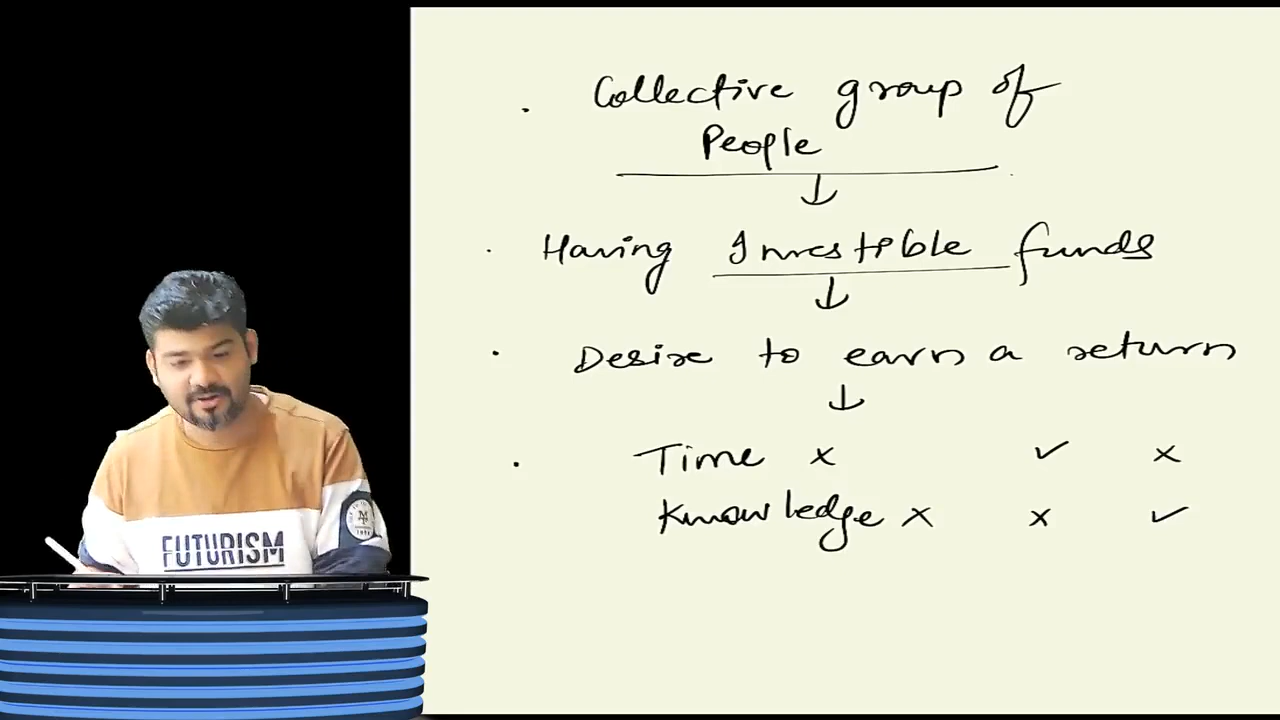 . Collective group of
People
↓
. Having Investible funds
↓
. Desire to earn a return
↓
. Time x ✓ x
Knowledge x x ✓
FUTURISM